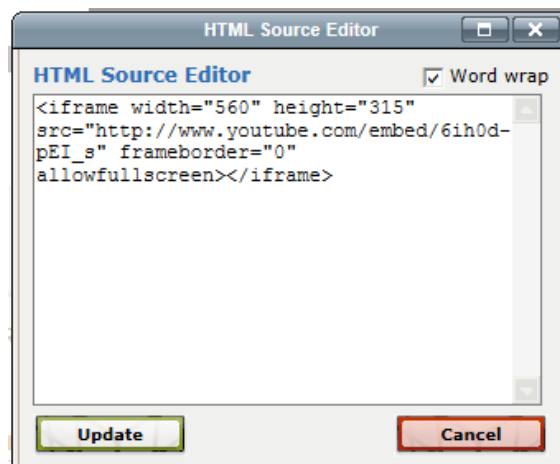 HTML Source Editor
HTML Source Editor
Word wrap
<iframe width="560" height="315"
src="http://www.youtube.com/embed/6ih0d-
pEI_s" frameborder="0"
allowfullscreen></iframe>
Update
Cancel